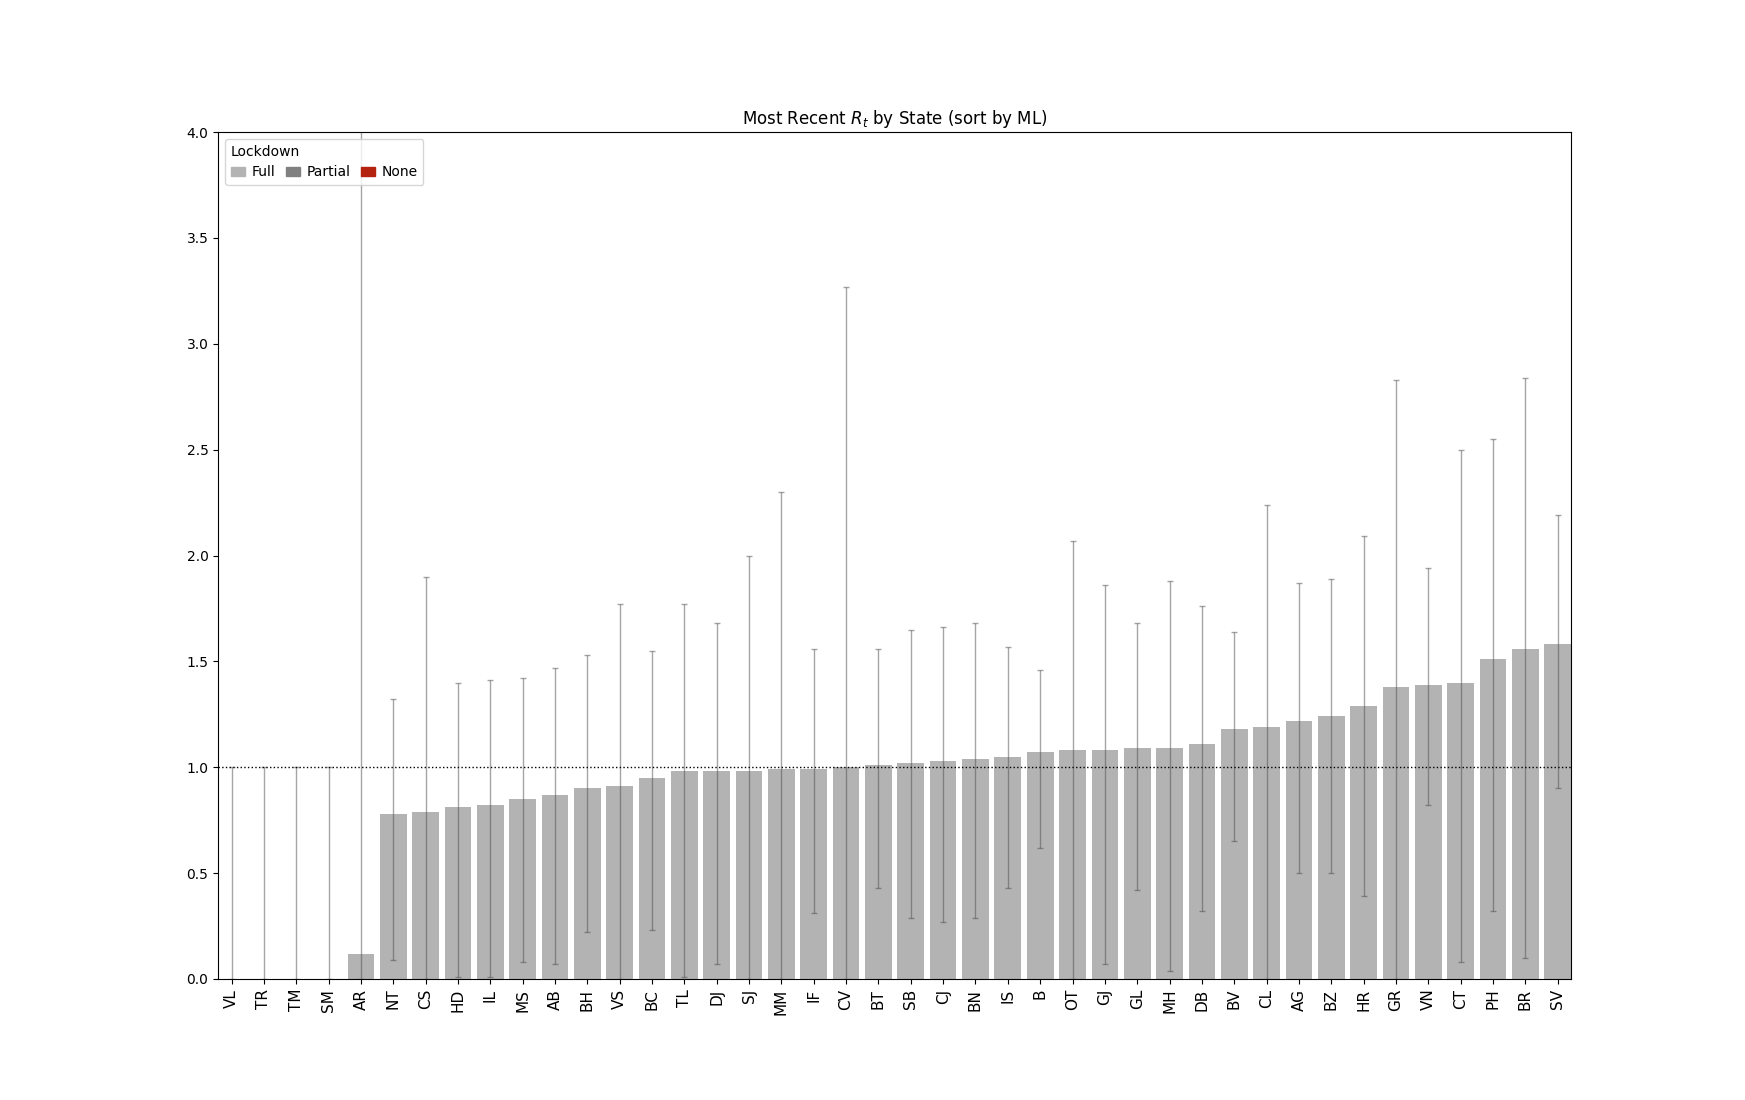 Most Recent Rt by State (sort by ML)
4.0
Lockdown
Full Partial None
3.5
3.0
2.5
2.0
1.5
1.0
0.5
0.0
VL TR TM SM AR NT CS HD IL MS AB BH VS BC TL DJ SJ MM IF CV BT SB CJ BN IS B OT GJ GL MH DB BV CL AG BZ HR GR VN CT PH BR SV